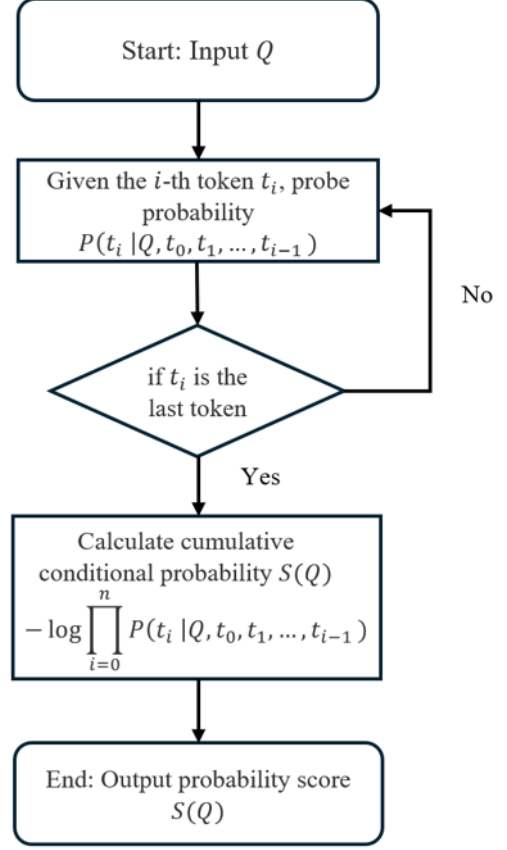 Start: Input Q
Given the i-th token t_i, probe
probability
P(t_i |Q, t_0, t_1, ..., t_{i−1} )
No
if t_i is the
last token
Yes
Calculate cumulative
conditional probability S(Q)
− log ∏_{i=0}^{n} P(t_i |Q, t_0, t_1, ..., t_{i−1} )
End: Output probability score
S(Q)